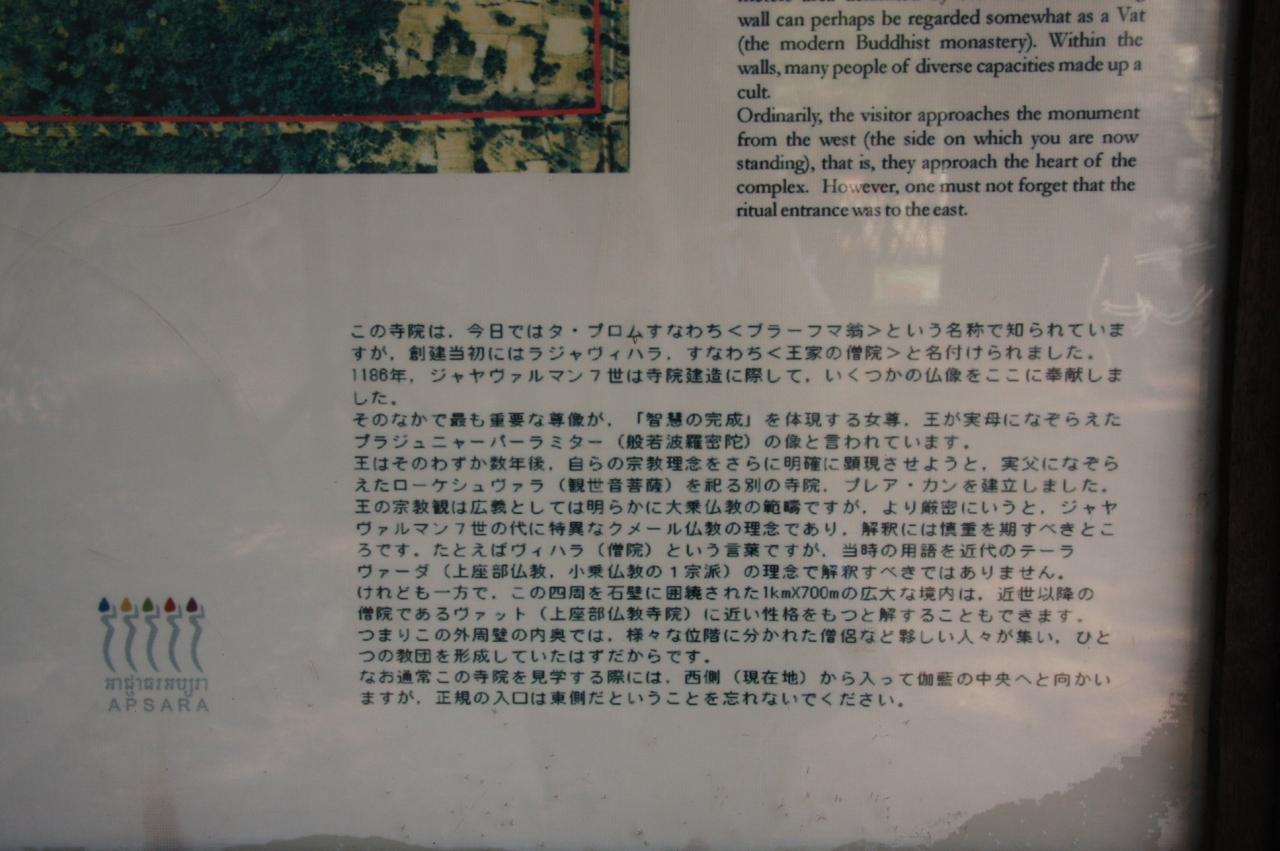 wall can perhaps be regarded somewhat as a Vat
(the modern Buddhist monastery). Within the
walls, many people of diverse capacities made up a
cult.
Ordinarily, the visitor approaches the monument
from the west (the side on which you are now
standing), that is, they approach the heart of the
complex. However, one must not forget that the
ritual entrance was to the east.
この寺院は，今日ではタ・プロムすなわち＜ブラーフマ翁＞という名称で知られていま
すが，創建当初にはラジャヴィハラ，すなわち＜王家の僧院＞と名付けられました。
1186年，ジャヤヴァルマン７世は寺院建造に際して，いくつかの仏像をここに奉献しま
した。
そのなかで最も重要な尊像が，「智慧の完成」を体現する女尊，王が実母になぞらえた
プラジュニャーパーラミター（般若波羅密陀）の像と言われています。
王はそのわずか数年後，自らの宗教理念をさらに明確に顕現させようと，実父になぞら
えたローケシュヴァラ（観世音菩薩）を祀る別の寺院，プレア・カンを建立しました。
王の宗教観は広義としては明らかに大乗仏教の範疇ですが，より厳密にいうと，ジャヤ
ヴァルマン７世の代に特異なクメール仏教の理念であり，解釈には慎重を期すべきとこ
ろです。たとえばヴィハラ（僧院）という言葉ですが，当時の用語を近代のテーラ
ヴァーダ（上座部仏教，小乗仏教の１宗派）の理念で解釈すべきではありません。
けれども一方で，この四周を石壁に囲繞された1kmX700mの広大な境内は，近世以降の
僧院であるヴァット（上座部仏教寺院）に近い性格をもつと解することもできます。
つまりこの外周壁の内奥では，様々な位階に分かれた僧侶など夥しい人々が集い，ひと
つの教団を形成していたはずだからです。
なお通常この寺院を見学する際には，西側（現在地）から入って伽藍の中央へと向かい
ますが，正規の入口は東側だということを忘れないでください。
អាជ្ញាធរអប្សរា
APSARA